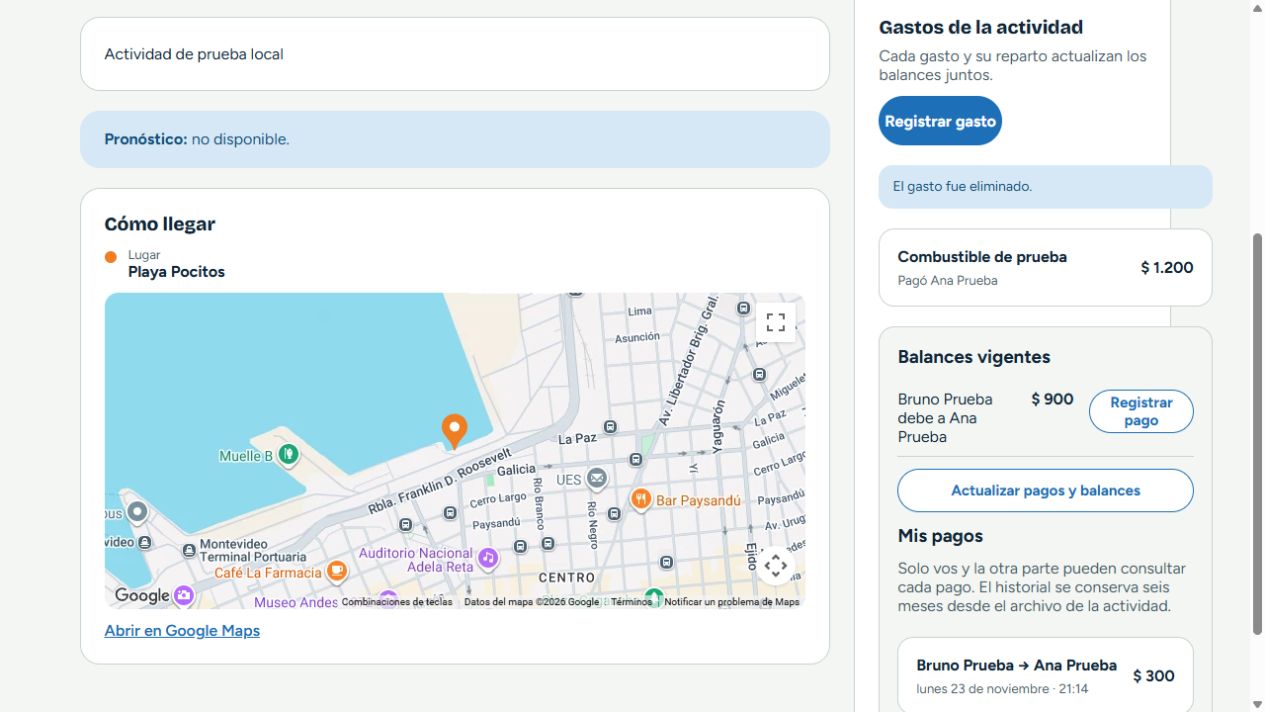 Actividad de prueba local
Pronóstico: no disponible.
Cómo llegar
Lugar
Playa Pocitos
Lima
Asunción
Av. Libertador Brig. Gral.
Miguelete
La Paz
La Paz
Yaguarón
Galicia
Cerro Largo
Muelle B
Rbla. Franklin D. Roosevelt
Galicia
UES
Yi
Cerro Largo
Río Branco
Bar Paysandú
Paysandú
Paysandú
Río Negro
Av. Urug
Montevideo
Terminal Portuaria
Auditorio Nacional
Adela Reta
Café La Farmacia
Ejido
CENTRO
Google
Museo Andes
Combinaciones de teclas
Datos del mapa ©2026 Google
Términos
Notificar un problema de Maps
Abrir en Google Maps
Gastos de la actividad
Cada gasto y su reparto actualizan los
balances juntos.
Registrar gasto
El gasto fue eliminado.
Combustible de prueba
$ 1.200
Pagó Ana Prueba
Balances vigentes
Bruno Prueba
debe a Ana
Prueba
$ 900
Registrar
pago
Actualizar pagos y balances
Mis pagos
Solo vos y la otra parte pueden consultar
cada pago. El historial se conserva seis
meses desde el archivo de la actividad.
Bruno Prueba → Ana Prueba
$ 300
lunes 23 de noviembre · 21:14